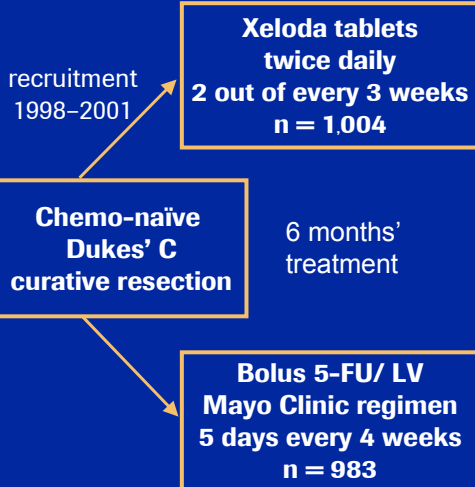 Xeloda tablets
twice daily
2 out of every 3 weeks
n = 1,004
recruitment
1998–2001
Chemo-naïve
Dukes’ C
curative resection
6 months’
treatment
Bolus 5-FU/ LV
Mayo Clinic regimen
5 days every 4 weeks
n = 983